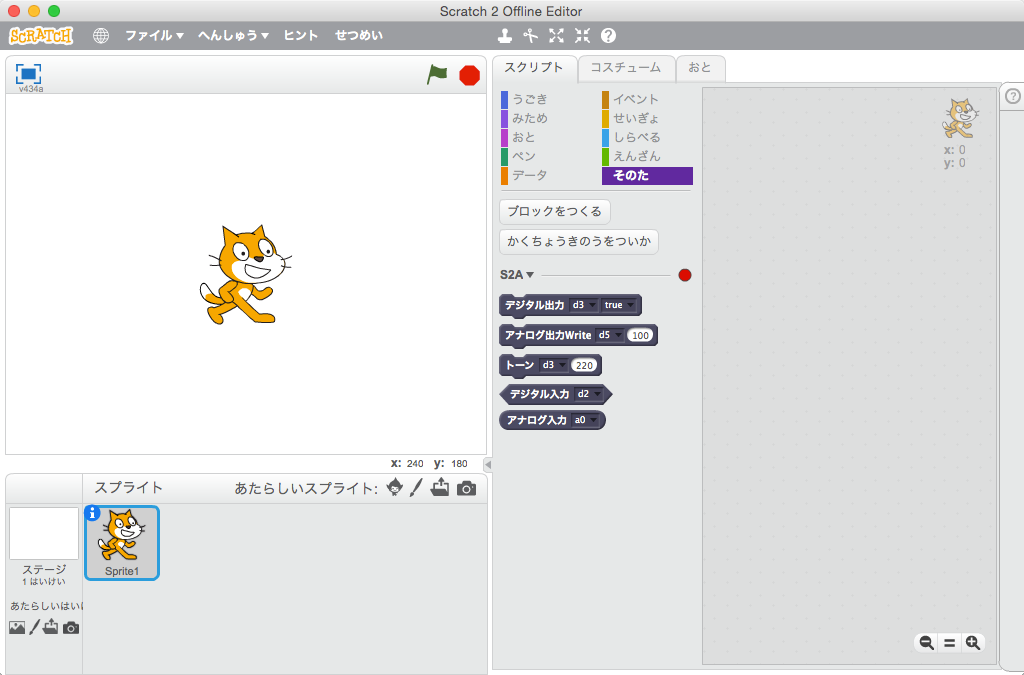 Scratch 2 Offline Editor
SCRATCH ファイル へんしゅう ヒント せつめい
v434a
スクリプト コスチューム おと
うごき イベント
みため せいぎょ
おと しらべる
ペン えんざん
データ そのた
x: 0
y: 0
ブロックをつくる
かくちょうきのうをついか
S2A
デジタル出力 d3 true
アナログ出力Write d5 100
トーン d3 220
デジタル入力 d2
アナログ入力 a0
x: 240 y: 180
スプライト あたらしいスプライト:
ステージ
1 はいけい
Sprite1
あたらしいはい